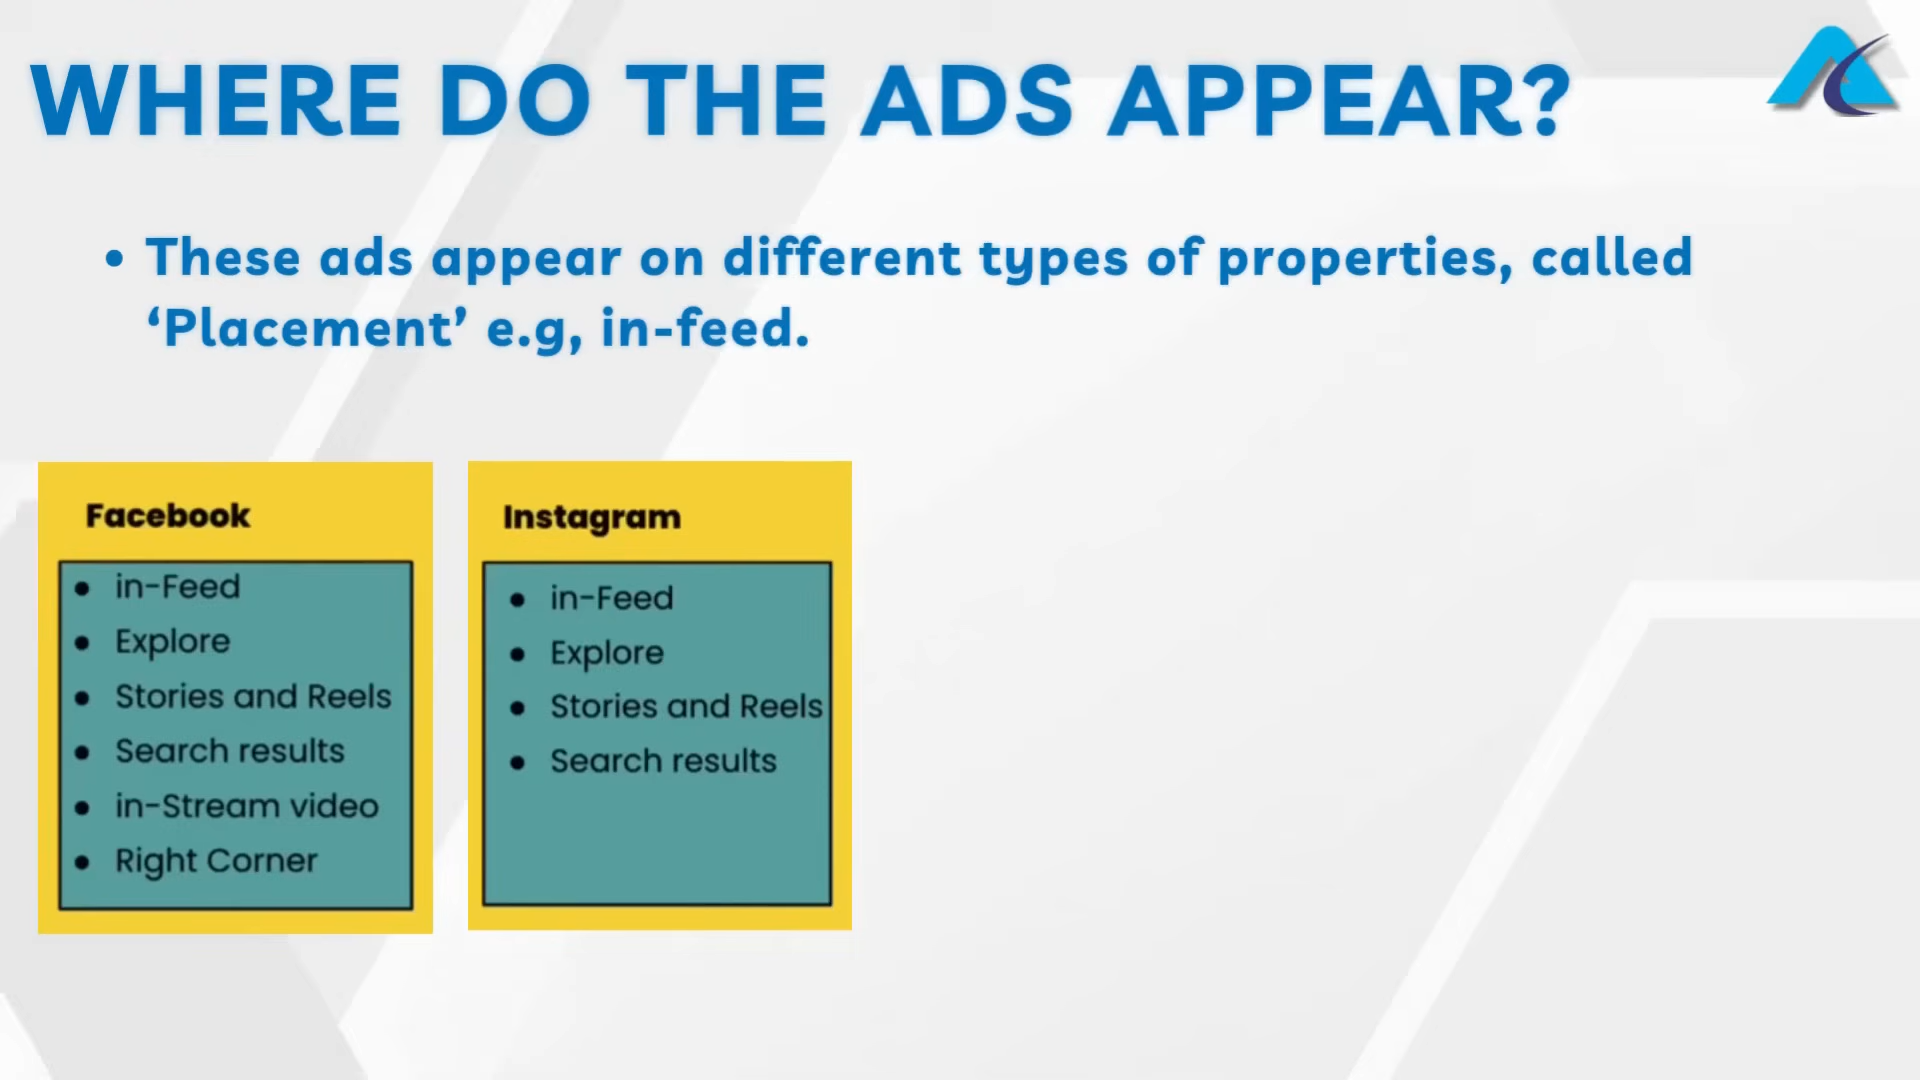 WHERE DO THE ADS APPEAR?
• These ads appear on different types of properties, called
‘Placement’ e.g, in-feed.
Facebook
• in-Feed
• Explore
• Stories and Reels
• Search results
• in-Stream video
• Right Corner
Instagram
• in-Feed
• Explore
• Stories and Reels
• Search results